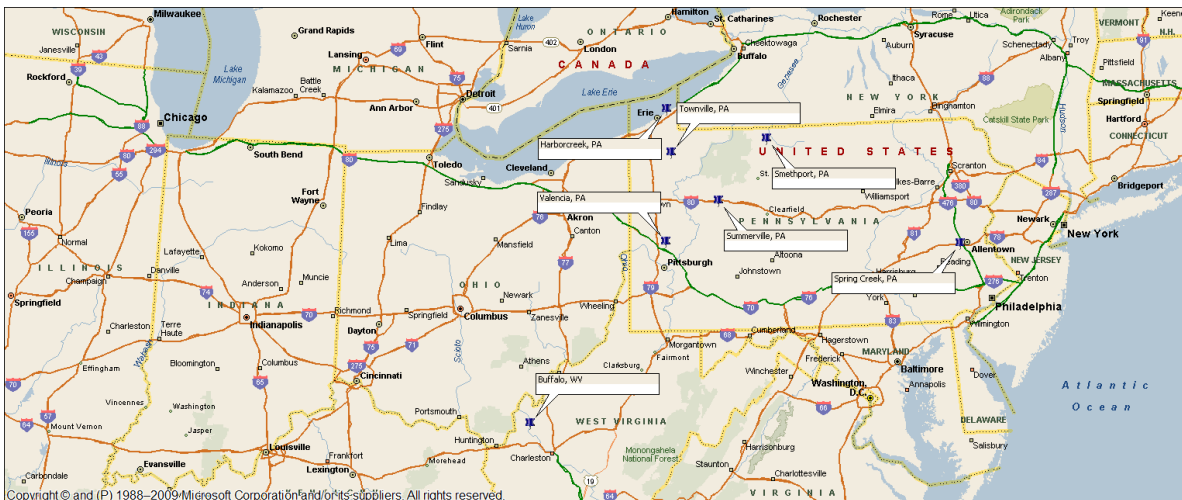 Milwaukee
WISCONSIN
Janesville
Rockford
Lake
Michigan
Chicago
Grand Rapids
Lansing
Flint
Lake
Huron
Sarnia
MICHIGAN
Kalamazoo
Battle
Creek
Ann Arbor
Detroit
ONTARIO
London
CANADA
Hamilton
St. Catharines
Rochester
Cheektowaga
Buffalo
Lake Erie
Erie
Genesee
Auburn
Ithaca
Rome
Utica
Syracuse
Adirondack
Park
VERMONT
N.H.
Keene
Schenectady
Troy
Albany
Pittsfield
MASSACHUSETTS
Springfield
Hartford
CONNECTICUT
Bridgeport
Hudson
NEW YORK
Elmira
Binghamton
Catskill State Park
Townville, PA
Harborcreek, PA
UNITED STATES
Smethport, PA
St.
Scranton
Williamsport
Valencia, PA
Clearfield
PENNSYLVANIA
Summerville, PA
Altoona
Johnstown
Pittsburgh
Spring Creek, PA
Reading
Allentown
Newark
New York
NEW JERSEY
Trenton
Philadelphia
York
Wilmington
South Bend
Toledo
Sandusky
Cleveland
Akron
Canton
Fort
Wayne
Findlay
Lima
Mansfield
Peoria
Normal
ILLINOIS
Champaign
Springfield
Danville
Lafayette
Kokomo
Muncie
Anderson
INDIANA
Indianapolis
Richmond
OHIO
Springfield
Columbus
Newark
Zanesville
Wheeling
Ohio
Dayton
Charleston
Terre
Haute
Wabash
Effingham
Bloomington
Columbus
Cincinnati
Scioto
Athens
Morgantown
Fairmont
Clarksburg
Cumberland
Hagerstown
Frederick
MARYLAND
Baltimore
Winchester
Washington,
D.C.
Annapolis
Dover
DELAWARE
Salisbury
Atlantic
Ocean
Buffalo, WV
Portsmouth
Huntington
Charleston
WEST VIRGINIA
Monongahela
National Forest
Harrisonburg
Staunton
Charlottesville
VIRGINIA
Vincennes
Washington
Jasper
Mount Vernon
Carbondale
Evansville
Louisville
Frankfort
Lexington
Morehead
Copyright © and (P) 1988–2009 Microsoft Corporation and/or its suppliers. All rights reserved.